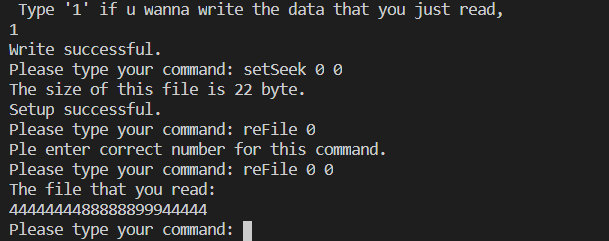 Type '1' if u wanna write the data that you just read,
1
Write successful.
Please type your command: setSeek 0 0
The size of this file is 22 byte.
Setup successful.
Please type your command: reFile 0
Ple enter correct number for this command.
Please type your command: reFile 0 0
The file that you read:
4444444488888899944444
Please type your command: